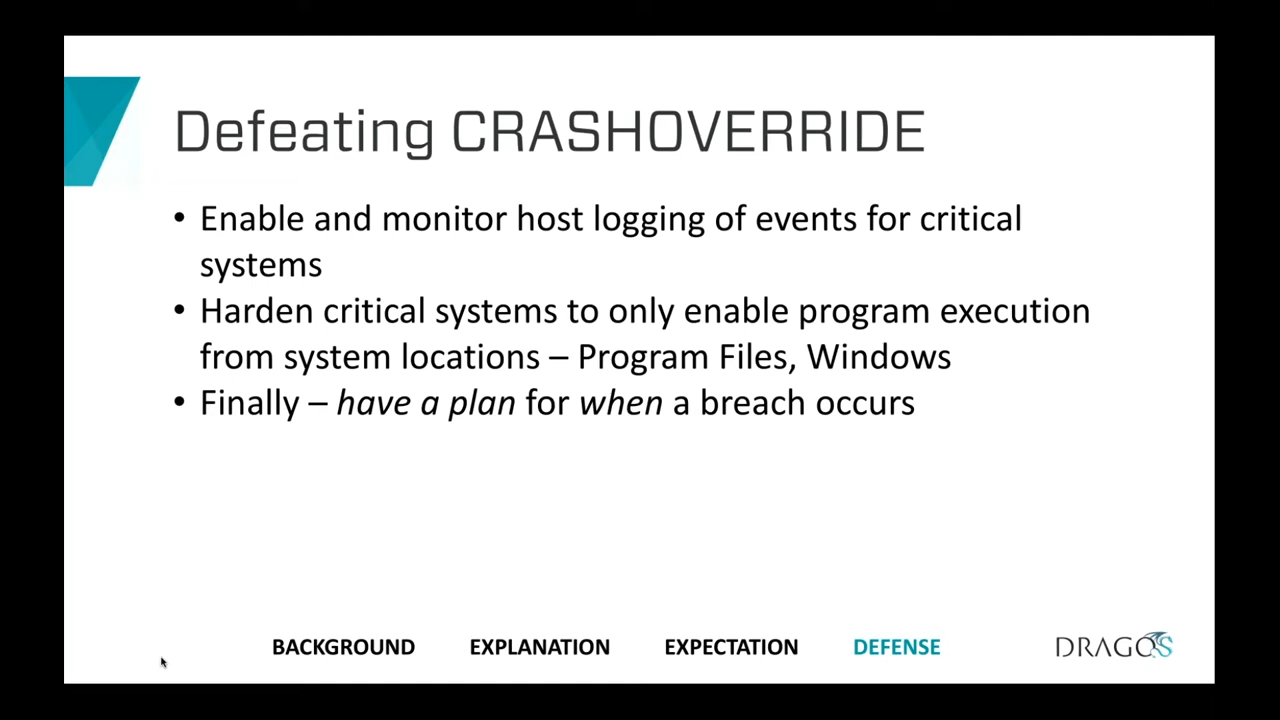 Defeating CRASHOVERRIDE
• Enable and monitor host logging of events for critical
systems
• Harden critical systems to only enable program execution
from system locations – Program Files, Windows
• Finally – have a plan for when a breach occurs
BACKGROUND EXPLANATION EXPECTATION DEFENSE DRAGOS